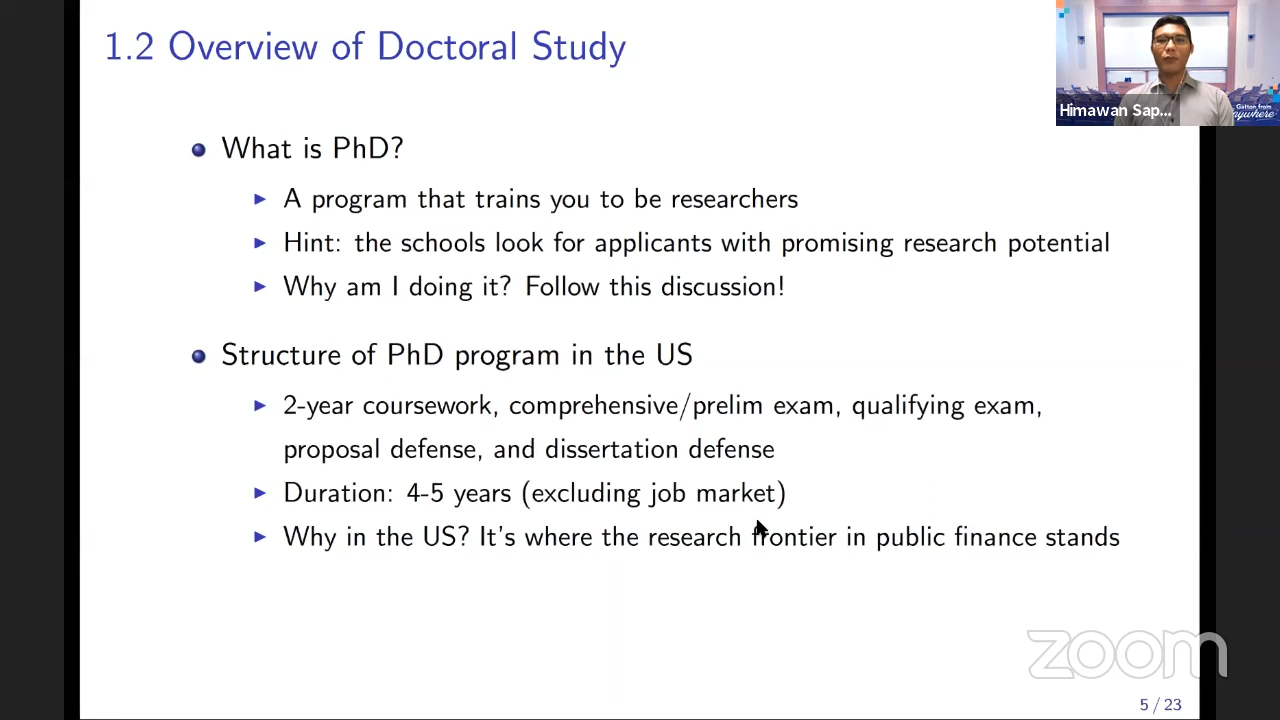 1.2 Overview of Doctoral Study
Himawan Sap...
Gatton from
nywhere
What is PhD?
A program that trains you to be researchers
Hint: the schools look for applicants with promising research potential
Why am I doing it? Follow this discussion!
Structure of PhD program in the US
2-year coursework, comprehensive/prelim exam, qualifying exam,
proposal defense, and dissertation defense
Duration: 4-5 years (excluding job market)
Why in the US? It's where the research frontier in public finance stands
zoom
5 / 23